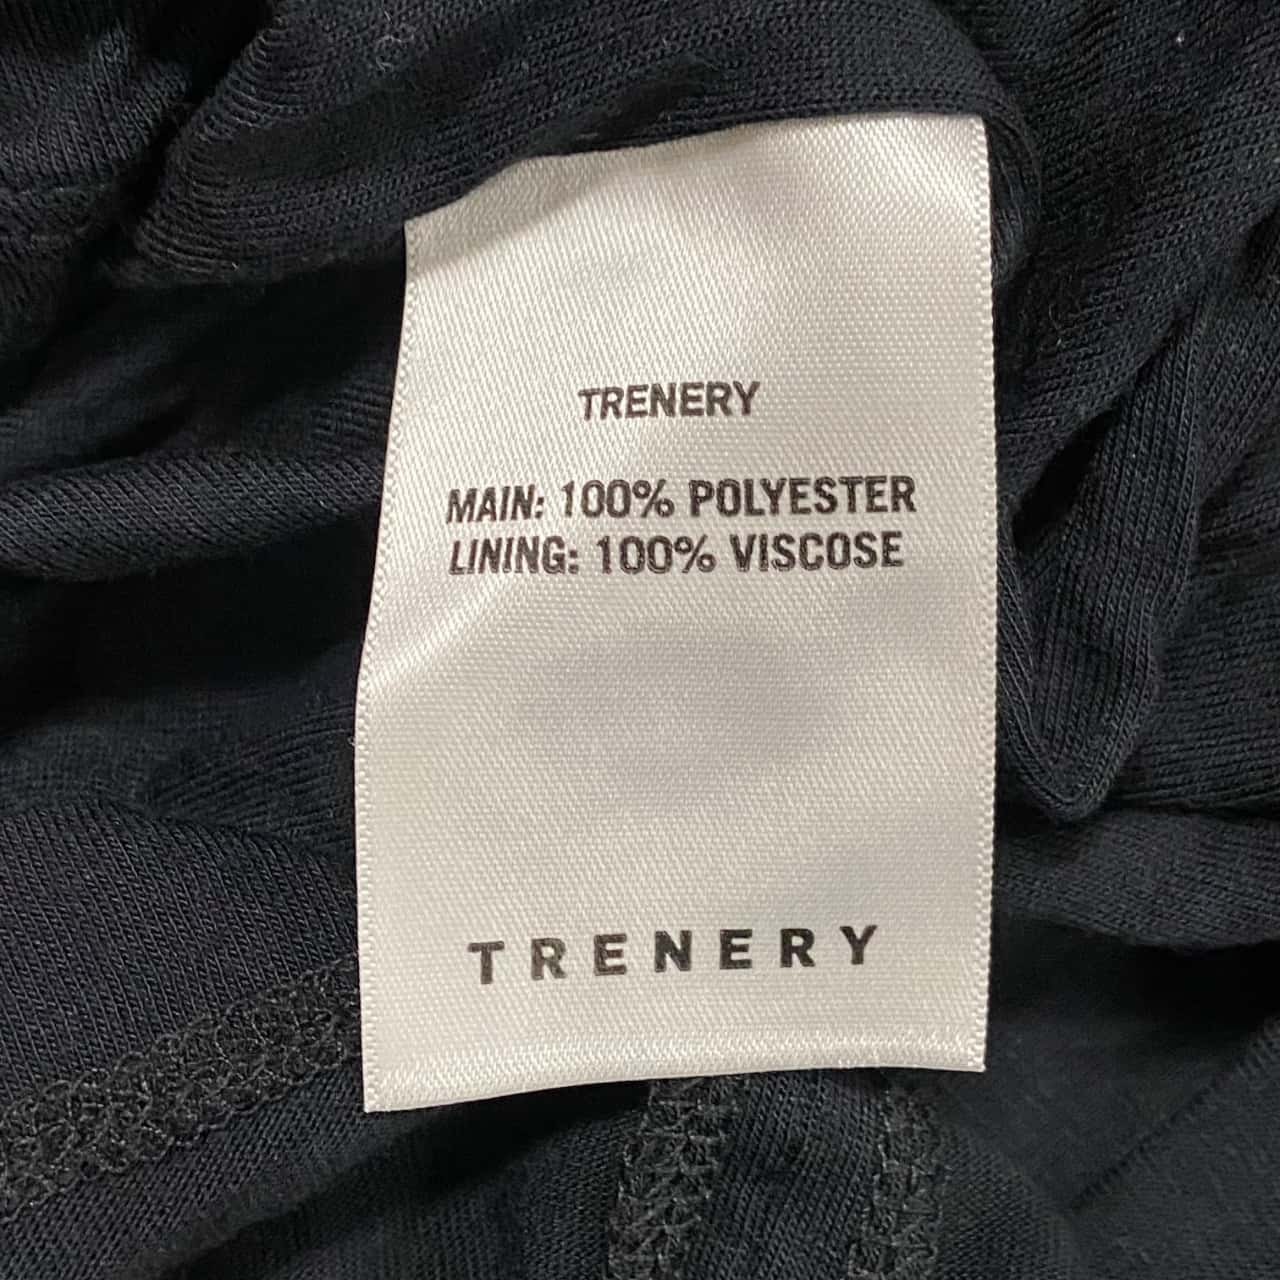 TRENERY
MAIN: 100% POLYESTER
LINING: 100% VISCOSE
TRENERY